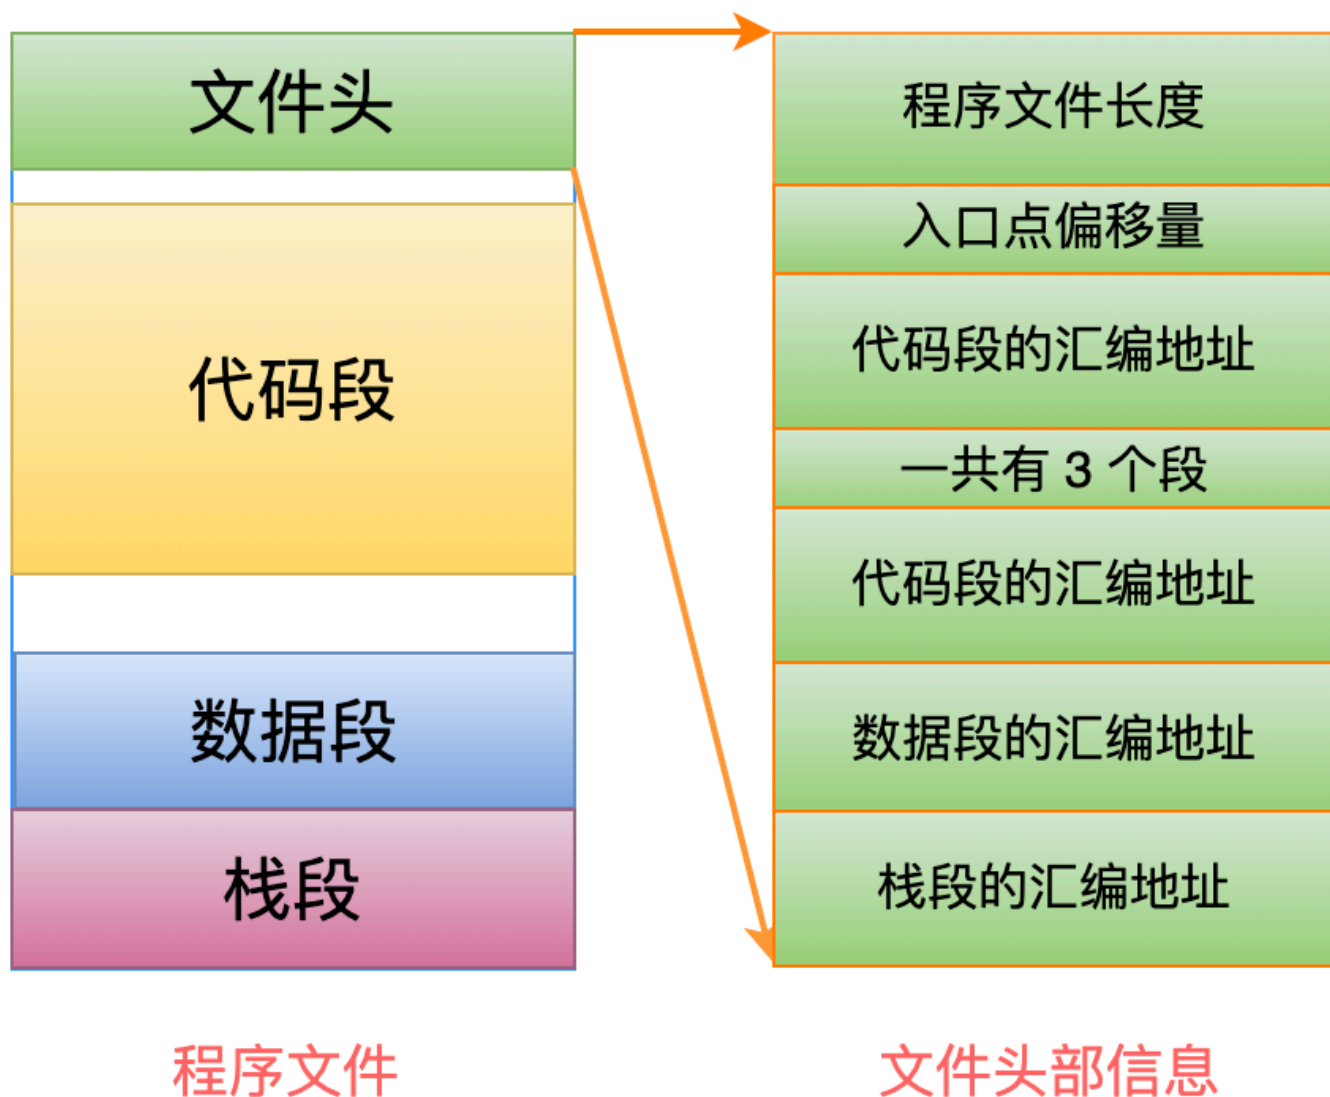 文件头
代码段
数据段
栈段
程序文件
程序文件长度
入口点偏移量
代码段的汇编地址
一共有 3 个段
代码段的汇编地址
数据段的汇编地址
栈段的汇编地址
文件头部信息